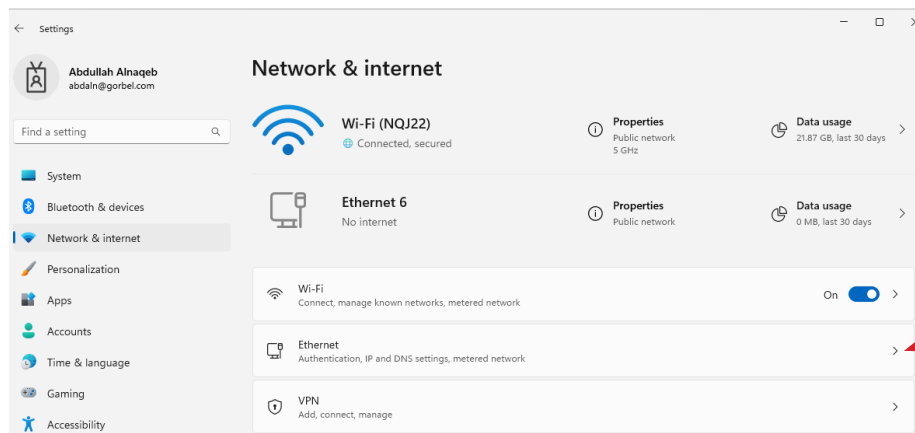 Settings
Abdullah Alnaqeb
abdaln@gorbel.com
Find a setting
System
Bluetooth & devices
Network & internet
Personalization
Apps
Accounts
Time & language
Gaming
Accessibility
Network & internet
Wi-Fi (NQJ22)
Connected, secured
Properties
Public network
5 GHz
Data usage
21.87 GB, last 30 days
Ethernet 6
No internet
Properties
Public network
Data usage
0 MB, last 30 days
Wi-Fi
Connect, manage known networks, metered network
On
Ethernet
Authentication, IP and DNS settings, metered network
VPN
Add, connect, manage